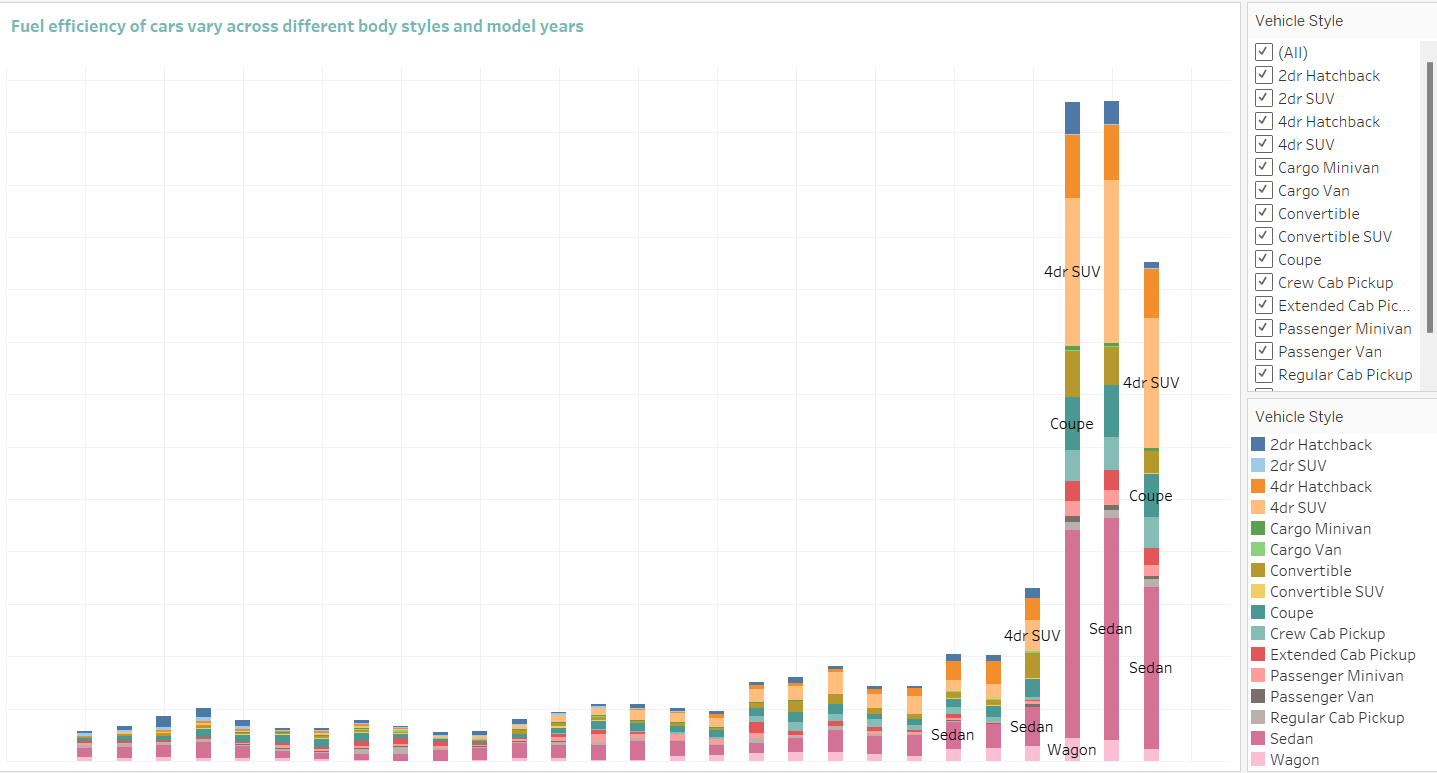 Fuel efficiency of cars vary across different body styles and model years
4dr SUV
4dr SUV
Coupe
Coupe
4dr SUV
Sedan
Sedan
Sedan
Sedan
Wagon
Vehicle Style
(All)
2dr Hatchback
2dr SUV
4dr Hatchback
4dr SUV
Cargo Minivan
Cargo Van
Convertible
Convertible SUV
Coupe
Crew Cab Pickup
Extended Cab Pic...
Passenger Minivan
Passenger Van
Regular Cab Pickup
Vehicle Style
2dr Hatchback
2dr SUV
4dr Hatchback
4dr SUV
Cargo Minivan
Cargo Van
Convertible
Convertible SUV
Coupe
Crew Cab Pickup
Extended Cab Pickup
Passenger Minivan
Passenger Van
Regular Cab Pickup
Sedan
Wagon